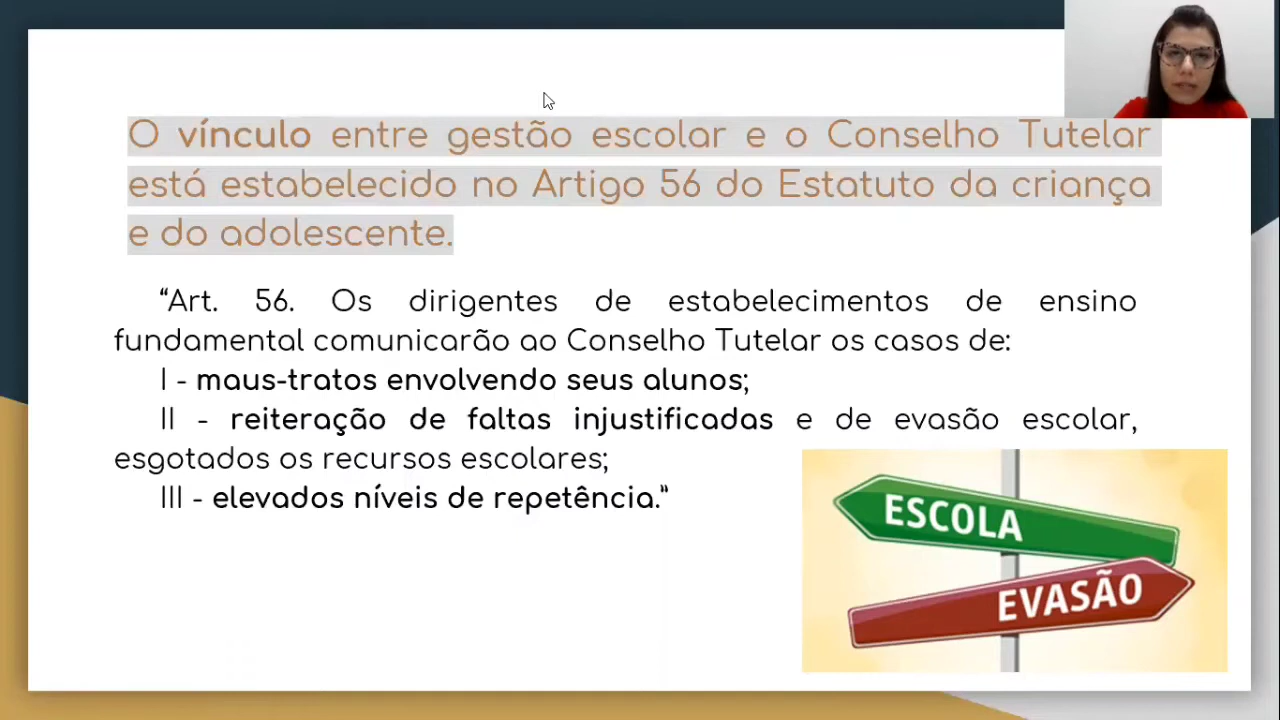 O vínculo entre gestão escolar e o Conselho Tutelar
está estabelecido no Artigo 56 do Estatuto da criança
e do adolescente.
“Art. 56. Os dirigentes de estabelecimentos de ensino
fundamental comunicarão ao Conselho Tutelar os casos de:
I - maus-tratos envolvendo seus alunos;
II - reiteração de faltas injustificadas e de evasão escolar,
esgotados os recursos escolares;
III - elevados níveis de repetência.”
ESCOLA
EVASÃO